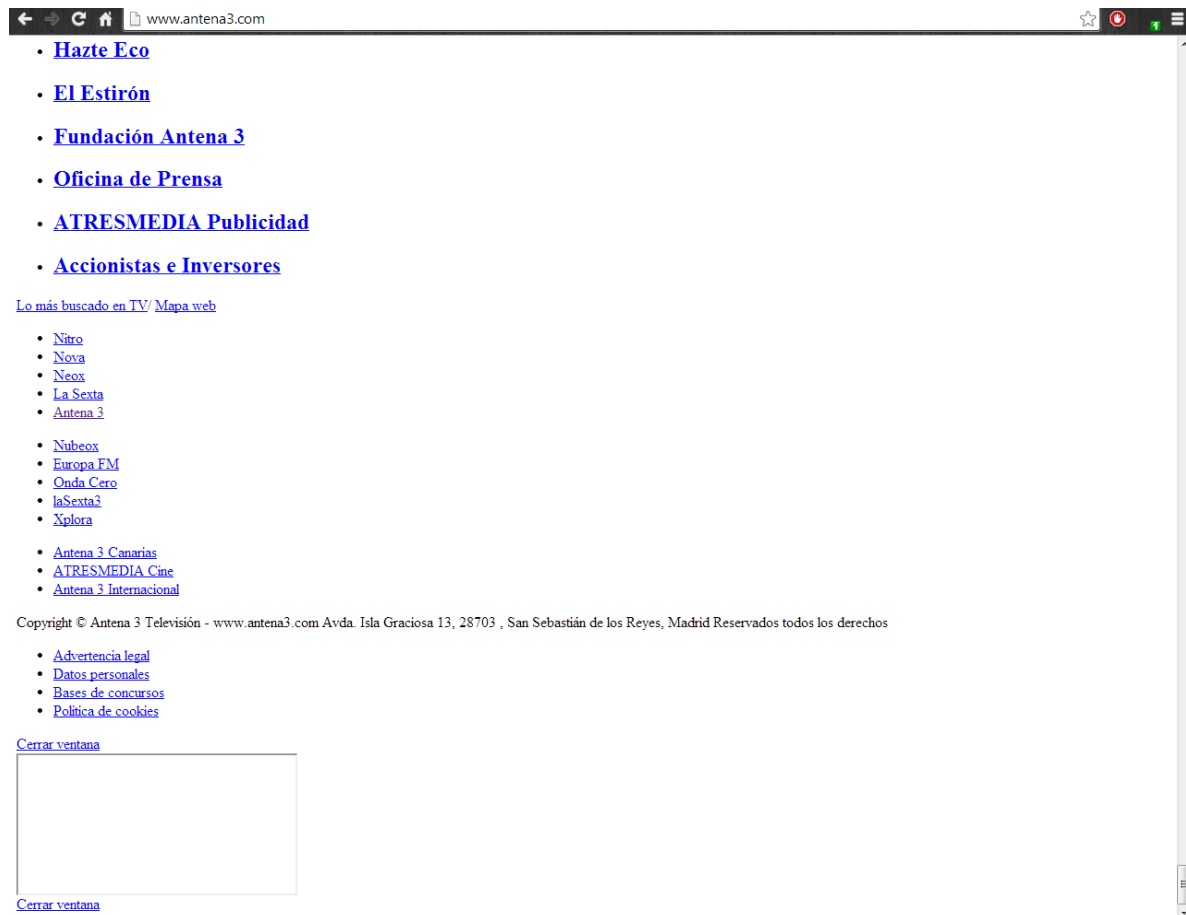 www.antena3.com
1
Hazte Eco
El Estirón
Fundación Antena 3
Oficina de Prensa
ATRESMEDIA Publicidad
Accionistas e Inversores
Lo más buscado en TV/ Mapa web
Nitro
Nova
Neox
La Sexta
Antena 3
Nubeox
Europa FM
Onda Cero
laSexta3
Xplora
Antena 3 Canarias
ATRESMEDIA Cine
Antena 3 Internacional
Copyright © Antena 3 Televisión - www.antena3.com Avda. Isla Graciosa 13, 28703 , San Sebastián de los Reyes, Madrid Reservados todos los derechos
Advertencia legal
Datos personales
Bases de concursos
Política de cookies
Cerrar ventana
Cerrar ventana